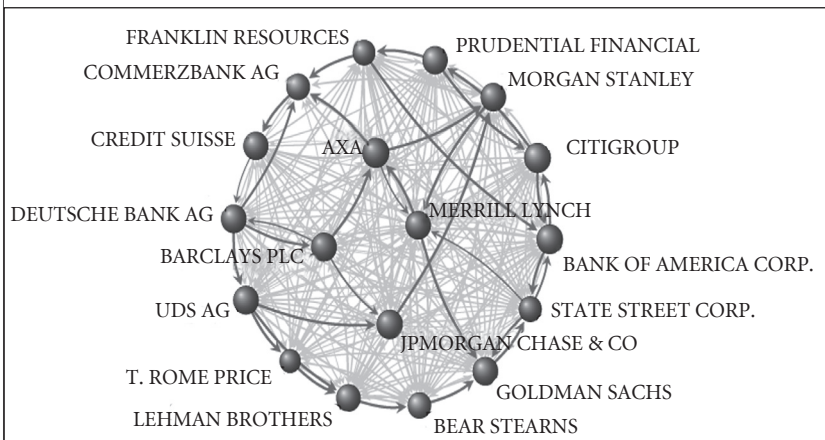 FRANKLIN RESOURCES
PRUDENTIAL FINANCIAL
COMMERZBANK AG
MORGAN STANLEY
CREDIT SUISSE
AXA
CITIGROUP
DEUTSCHE BANK AG
MERRILL LYNCH
BARCLAYS PLC
BANK OF AMERICA CORP.
UDS AG
STATE STREET CORP.
JPMORGAN CHASE & CO
T. ROME PRICE
GOLDMAN SACHS
LEHMAN BROTHERS
BEAR STEARNS